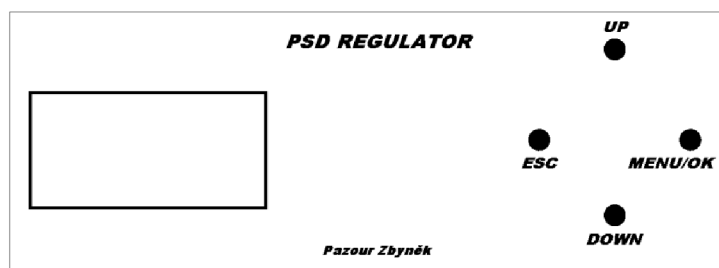 UP
PSD REGULATOR
ESC
MENU/OK
DOWN
Pazour Zbyněk